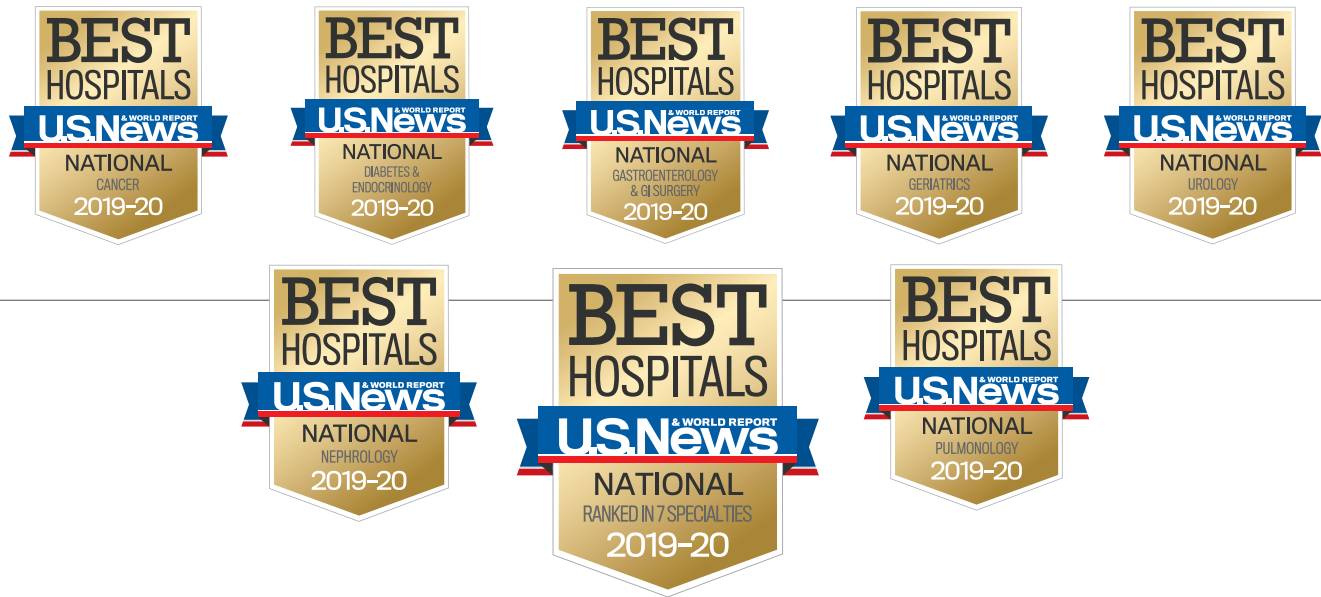 BEST
HOSPITALS
U.S.News
& WORLD REPORT
NATIONAL
CANCER
2019-20
BEST
HOSPITALS
U.S.News
& WORLD REPORT
NATIONAL
DIABETES &
ENDOCRINOLOGY
2019-20
BEST
HOSPITALS
U.S.News
& WORLD REPORT
NATIONAL
GASTROENTEROLOGY
& GI SURGERY
2019-20
BEST
HOSPITALS
U.S.News
& WORLD REPORT
NATIONAL
GERIATRICS
2019-20
BEST
HOSPITALS
U.S.News
& WORLD REPORT
NATIONAL
UROLOGY
2019-20
BEST
HOSPITALS
U.S.News
& WORLD REPORT
NATIONAL
NEPHROLOGY
2019-20
BEST
HOSPITALS
U.S.News
& WORLD REPORT
NATIONAL
RANKED IN 7 SPECIALTIES
2019-20
BEST
HOSPITALS
U.S.News
& WORLD REPORT
NATIONAL
PULMONOLOGY
2019-20